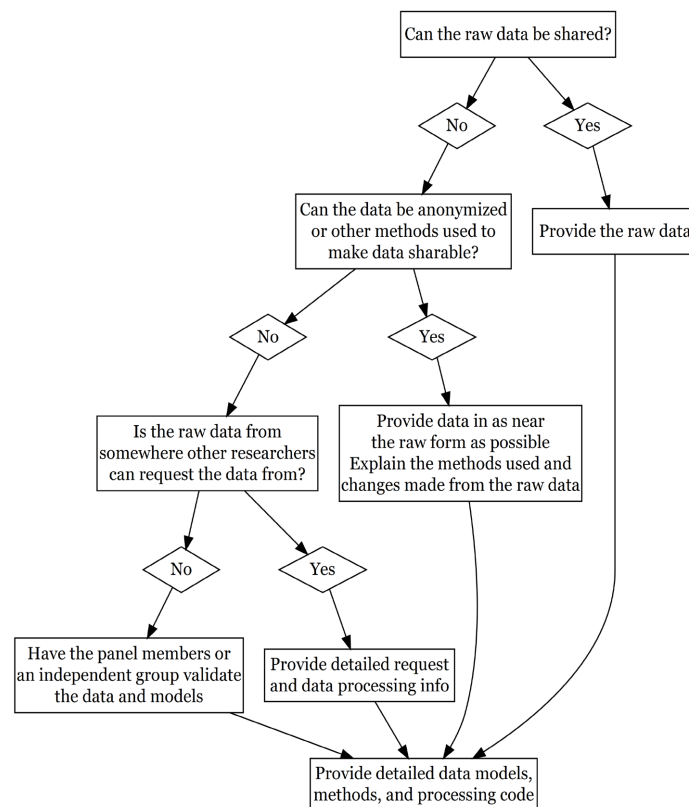 Can the raw data be shared?
No
Yes
Can the data be anonymized
or other methods used to
make data sharable?
Provide the raw data
No
Yes
Is the raw data from
somewhere other researchers
can request the data from?
Provide data in as near
the raw form as possible
Explain the methods used and
changes made from the raw data
No
Yes
Have the panel members or
an independent group validate
the data and models
Provide detailed request
and data processing info
Provide detailed data models,
methods, and processing code